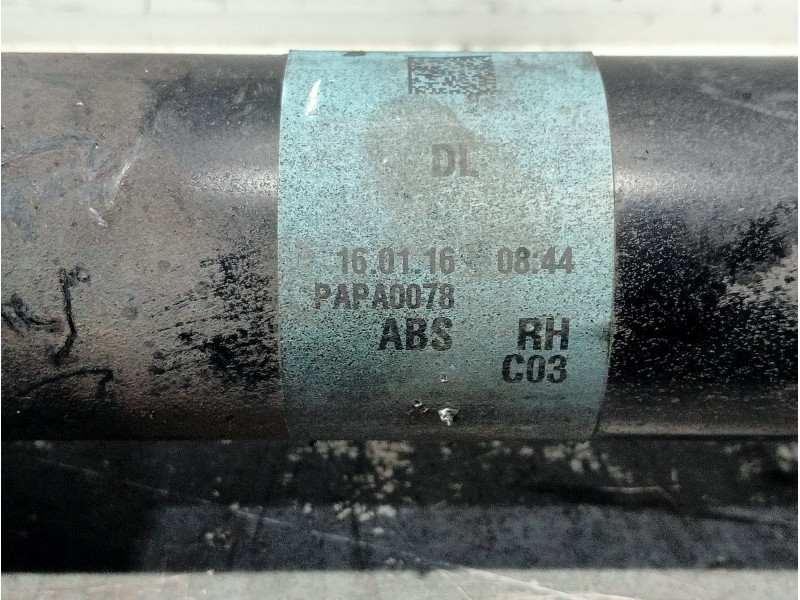 DL
16.01.16 08:44
PAPA0078
ABS RH
C03